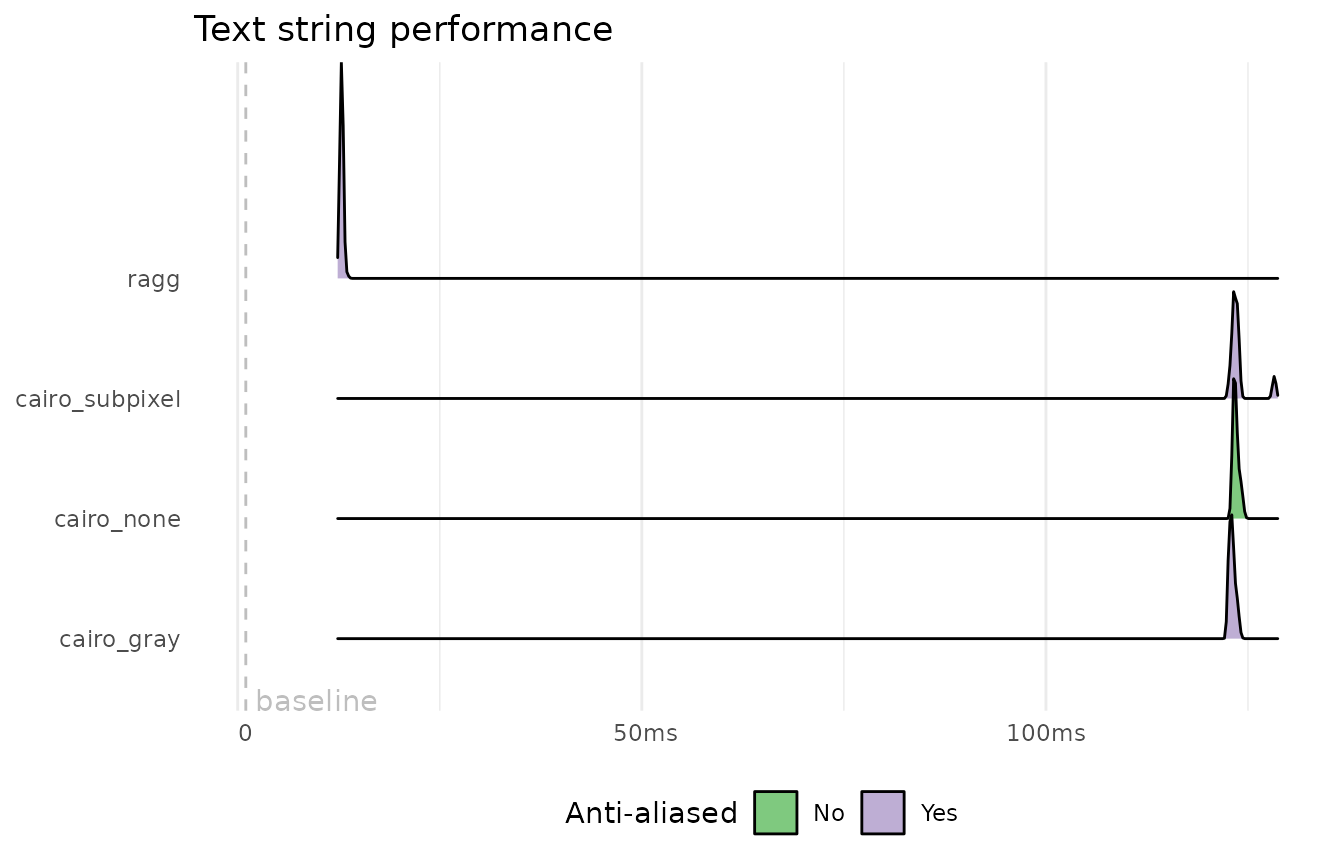 Text string performance
ragg
cairo_subpixel
cairo_none
cairo_gray
baseline
0 50ms 100ms
Anti-aliased No Yes